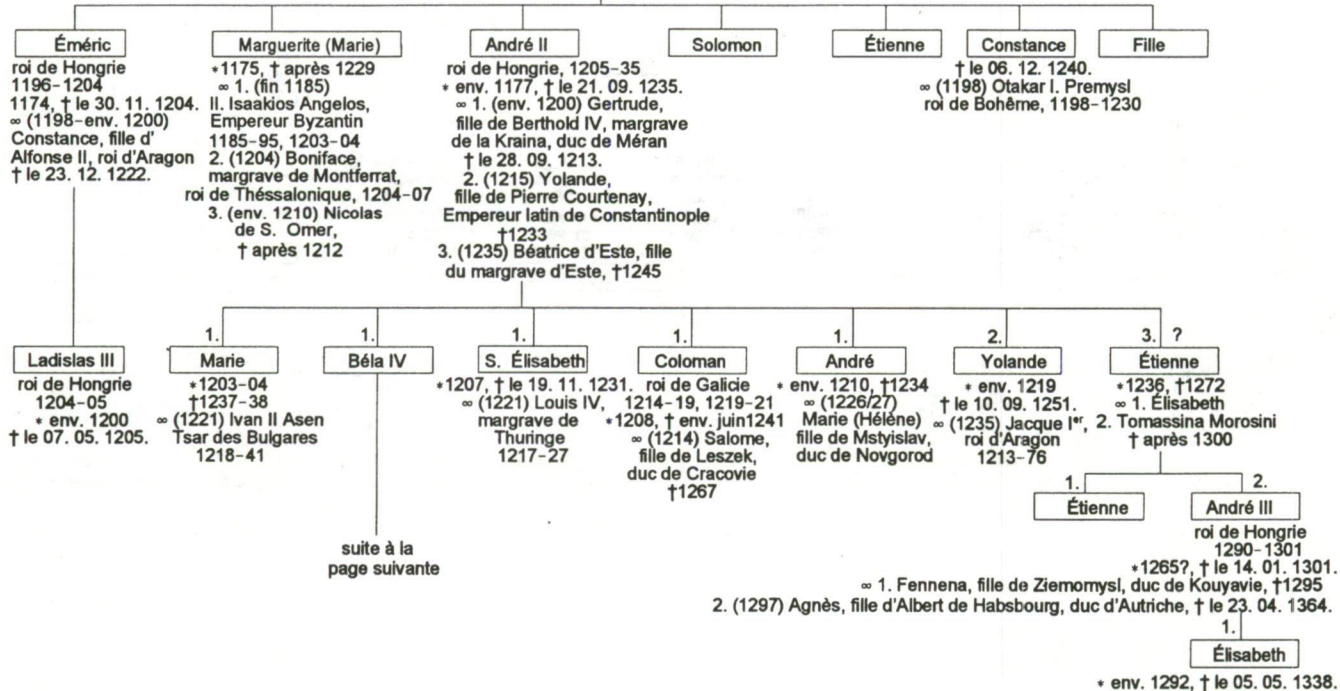 Éméric
roi de Hongrie
1196-1204
1174, † le 30. 11. 1204.
∞ (1198-env. 1200)
Constance, fille d'
Alfonse II, roi d'Aragon
† le 23. 12. 1222.
Marguerite (Marie)
*1175, † après 1229
∞ 1. (fin 1185)
II. Isaakios Angelos,
Empereur Byzantin
1185-95, 1203-04
2. (1204) Boniface,
margrave de Montferrat,
roi de Théssalonique, 1204-07
3. (env. 1210) Nicolas
de S. Omer,
† après 1212
André II
roi de Hongrie, 1205-35
* env. 1177, † le 21. 09. 1235.
∞ 1. (env. 1200) Gertrude,
fille de Berthold IV, margrave
de la Kraina, duc de Méran
† le 28. 09. 1213.
2. (1215) Yolande,
fille de Pierre Courtenay,
Empereur latin de Constantinople
†1233
3. (1235) Béatrice d'Este, fille
du margrave d'Este, †1245
Solomon
Étienne
Constance
† le 06. 12. 1240.
∞ (1198) Otakar I. Premysl
roi de Bohême, 1198-1230
Fille
Ladislas III
roi de Hongrie
1204-05
* env. 1200
† le 07. 05. 1205.
1.
Marie
*1203-04
†1237-38
∞ (1221) Ivan II Asen
Tsar des Bulgares
1218-41
1.
Béla IV
suite à la
page suivante
1.
S. Élisabeth
*1207, † le 19. 11. 1231.
∞ (1221) Louis IV,
margrave de
Thuringe
1217-27
1.
Coloman
roi de Galicie
1214-19, 1219-21
*1208, † env. juin1241
∞ (1214) Salome,
fille de Leszek,
duc de Cracovie
†1267
1.
André
* env. 1210, †1234
∞ (1226/27)
Marie (Hélène)
fille de Mstyislav,
duc de Novgorod
2.
Yolande
* env. 1219
† le 10. 09. 1251.
∞ (1235) Jacque Iᵉʳ,
roi d'Aragon
1213-76
3. ?
Étienne
*1236, †1272
∞ 1. Élisabeth
2. Tomassina Morosini
† après 1300
1.
Étienne
2.
André III
roi de Hongrie
1290-1301
*1265?, † le 14. 01. 1301.
∞ 1. Fennena, fille de Ziemomysl, duc de Kouyavie, †1295
2. (1297) Agnès, fille d'Albert de Habsbourg, duc d'Autriche, † le 23. 04. 1364.
1.
Élisabeth
* env. 1292, † le 05. 05. 1338.